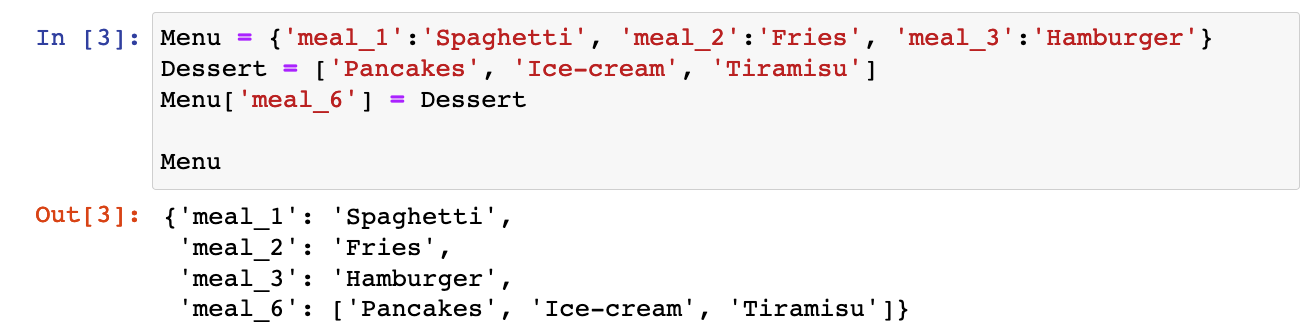 In [3]: Menu = {'meal_1':'Spaghetti', 'meal_2':'Fries', 'meal_3':'Hamburger'}
Dessert = ['Pancakes', 'Ice-cream', 'Tiramisu']
Menu['meal_6'] = Dessert
Menu
Out[3]: {'meal_1': 'Spaghetti',
'meal_2': 'Fries',
'meal_3': 'Hamburger',
'meal_6': ['Pancakes', 'Ice-cream', 'Tiramisu']}